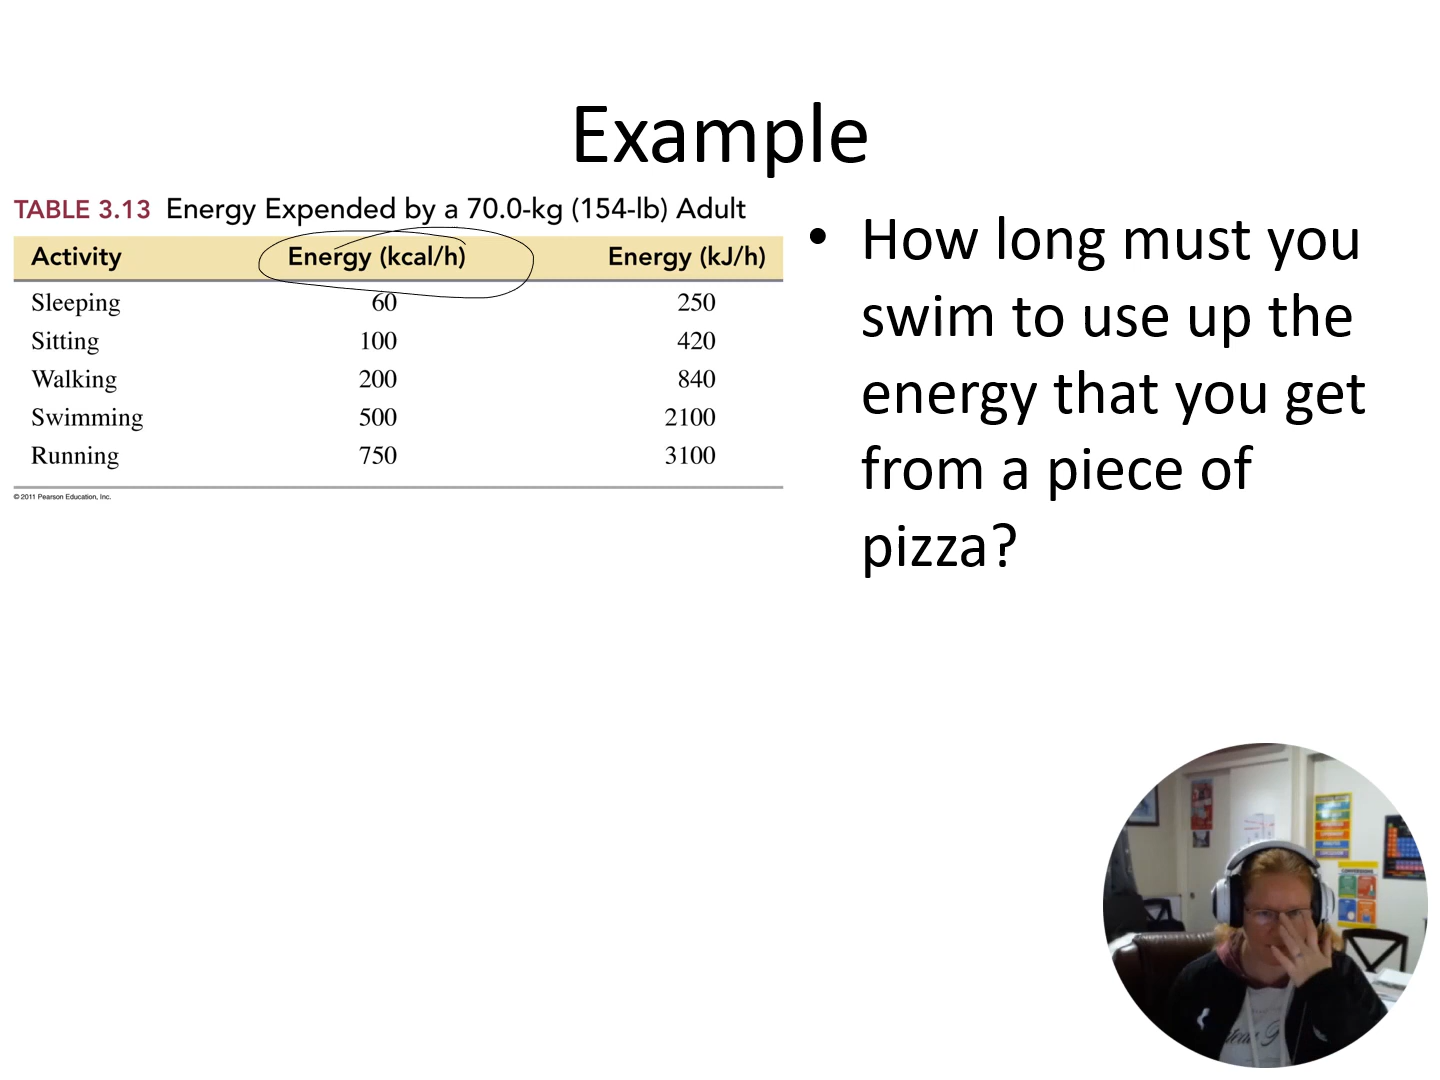 Example
TABLE 3.13 Energy Expended by a 70.0-kg (154-lb) Adult
Activity Energy (kcal/h) Energy (kJ/h)
Sleeping 60 250
Sitting 100 420
Walking 200 840
Swimming 500 2100
Running 750 3100
© 2011 Pearson Education, Inc.
• How long must you
swim to use up the
energy that you get
from a piece of
pizza?